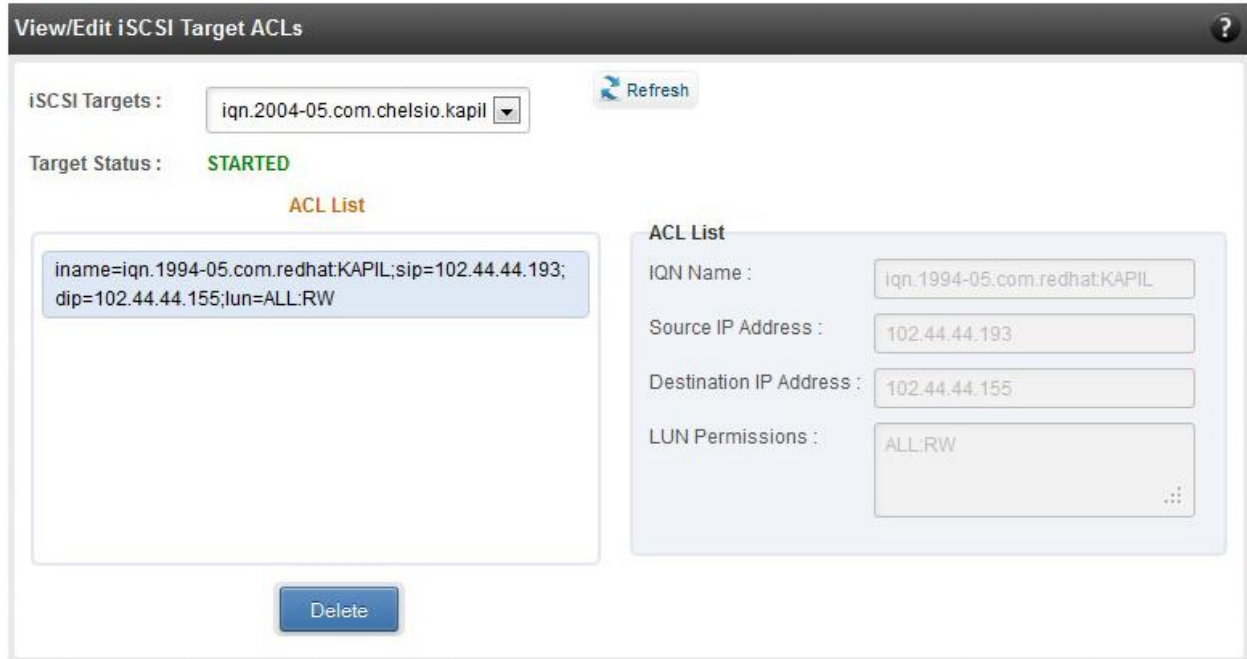 View/Edit iSCSI Target ACLs
?
iSCSI Targets :
iqn.2004-05.com.chelsio.kapil
Refresh
Target Status :
STARTED
ACL List
iname=iqn.1994-05.com.redhat:KAPIL;sip=102.44.44.193;
dip=102.44.44.155;lun=ALL:RW
Delete
ACL List
IQN Name :
iqn.1994-05.com.redhat:KAPIL
Source IP Address :
102.44.44.193
Destination IP Address :
102.44.44.155
LUN Permissions :
ALL:RW